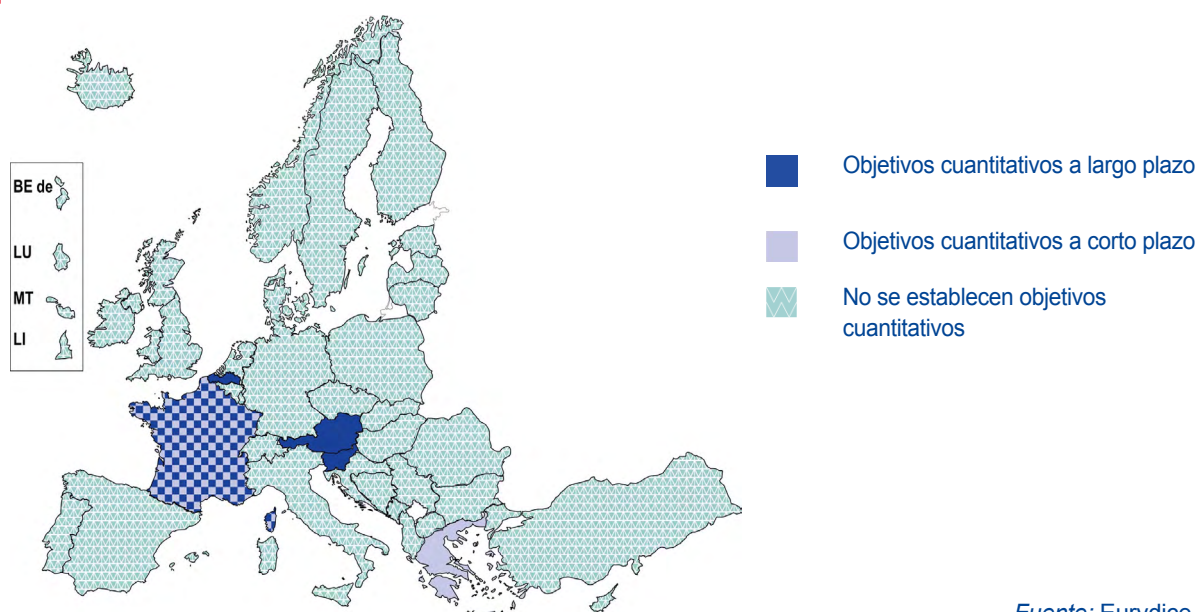 BE de
LU
MT
LI
Objetivos cuantitativos a largo plazo
Objetivos cuantitativos a corto plazo
No se establecen objetivos
cuantitativos
Fuente: Eurydice